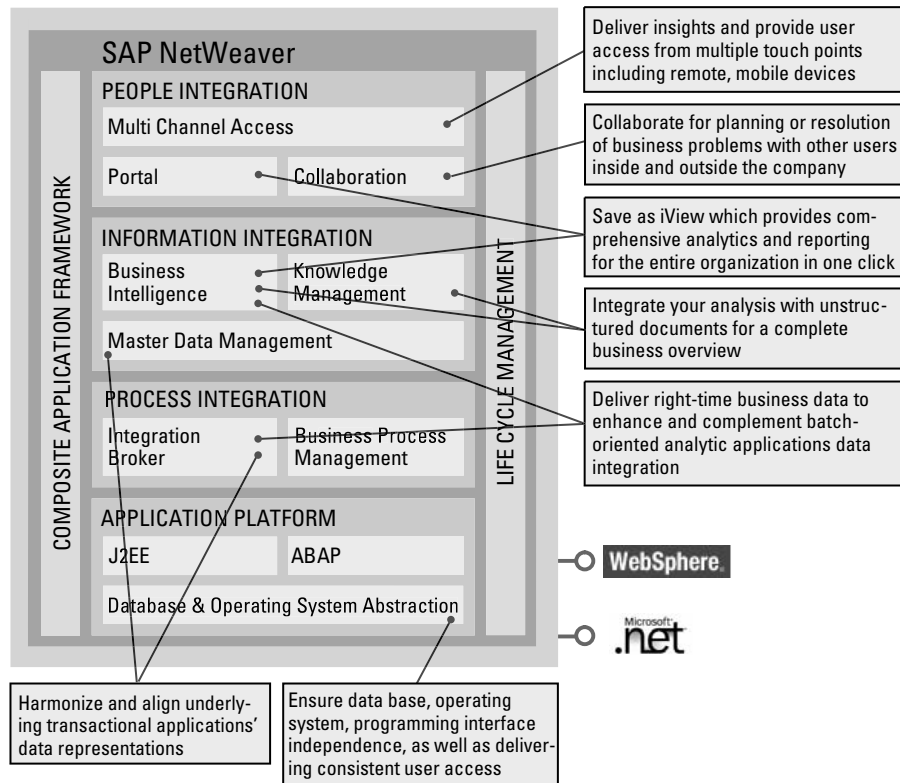 SAP NetWeaver
PEOPLE INTEGRATION
Multi Channel Access
Portal
Collaboration
INFORMATION INTEGRATION
Business
Intelligence
Knowledge
Management
Master Data Management
PROCESS INTEGRATION
Integration
Broker
Business Process
Management
APPLICATION PLATFORM
J2EE
ABAP
Database & Operating System Abstraction
COMPOSITE APPLICATION FRAMEWORK
LIFE CYCLE MANAGEMENT
Deliver insights and provide user
access from multiple touch points
including remote, mobile devices
Collaborate for planning or resolution
of business problems with other users
inside and outside the company
Save as iView which provides com-
prehensive analytics and reporting
for the entire organization in one click
Integrate your analysis with unstruc-
tured documents for a complete
business overview
Deliver right-time business data to
enhance and complement batch-
oriented analytic applications data
integration
WebSphere.
Microsoft
.net
Harmonize and align underly-
ing transactional applications'
data representations
Ensure data base, operating
system, programming interface
independence, as well as deliver-
ing consistent user access